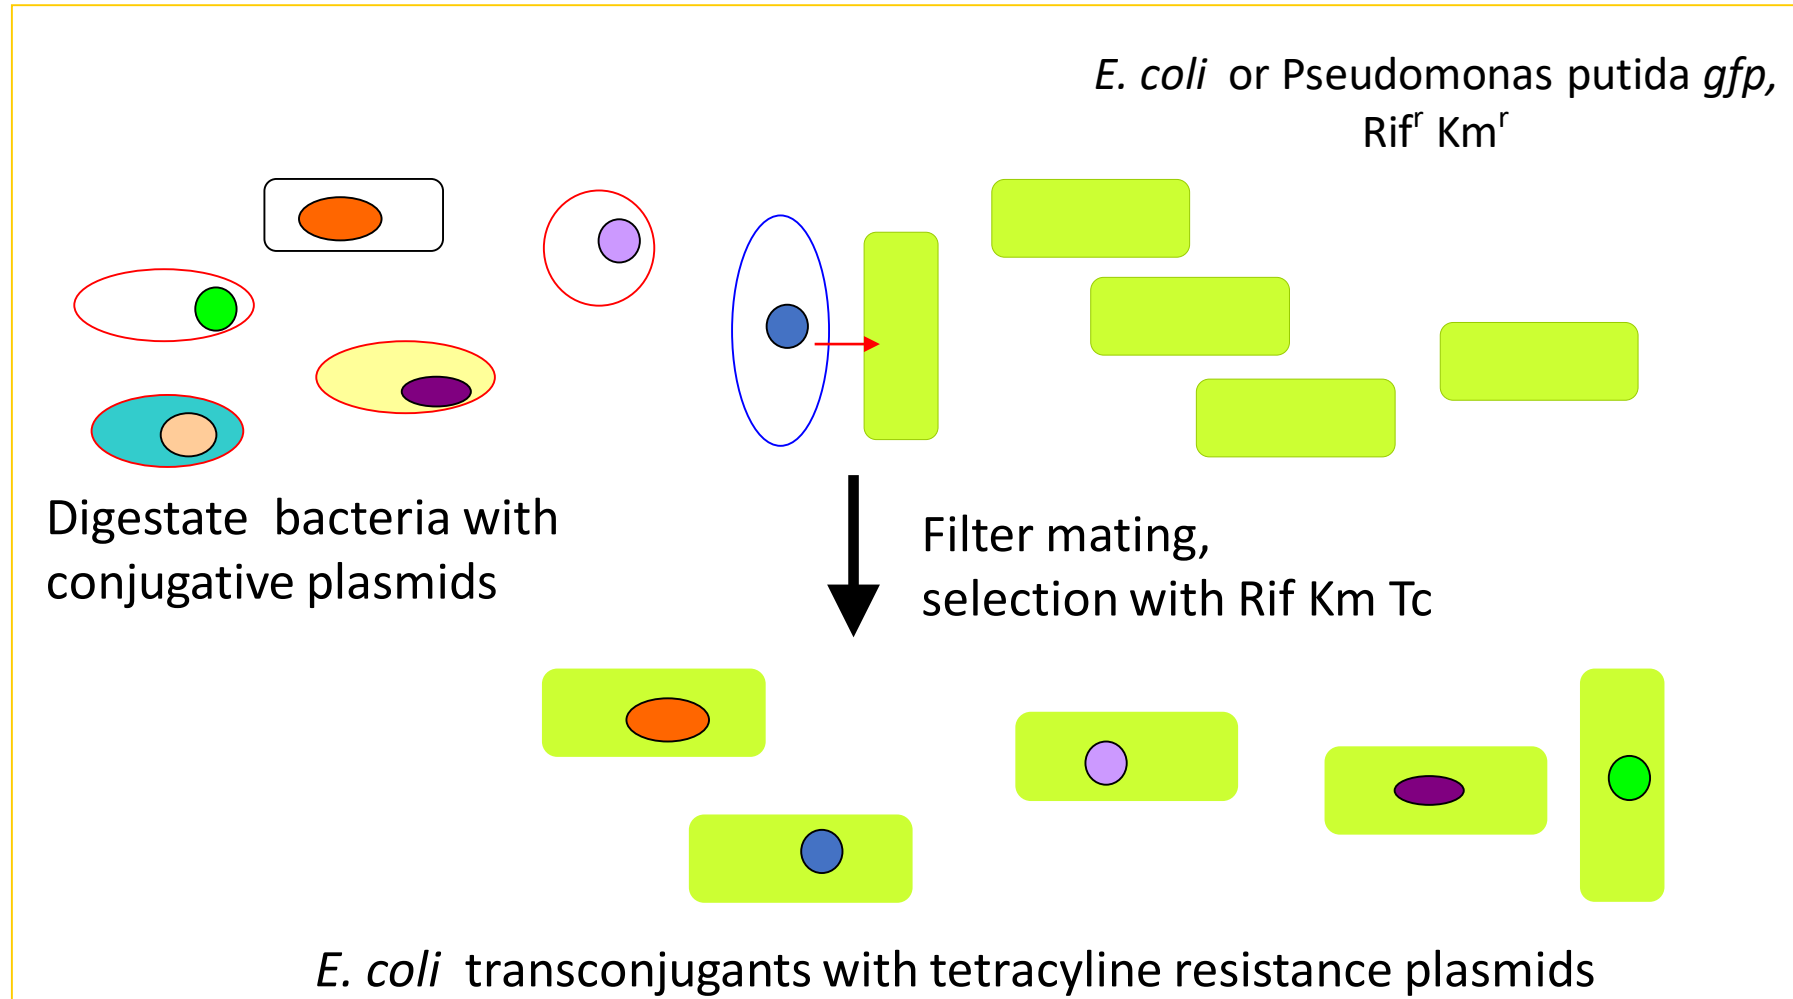 E. coli or Pseudomonas putida gfp,
Rifʳ Kmʳ
Digestate bacteria with
conjugative plasmids
Filter mating,
selection with Rif Km Tc
E. coli transconjugants with tetracyline resistance plasmids